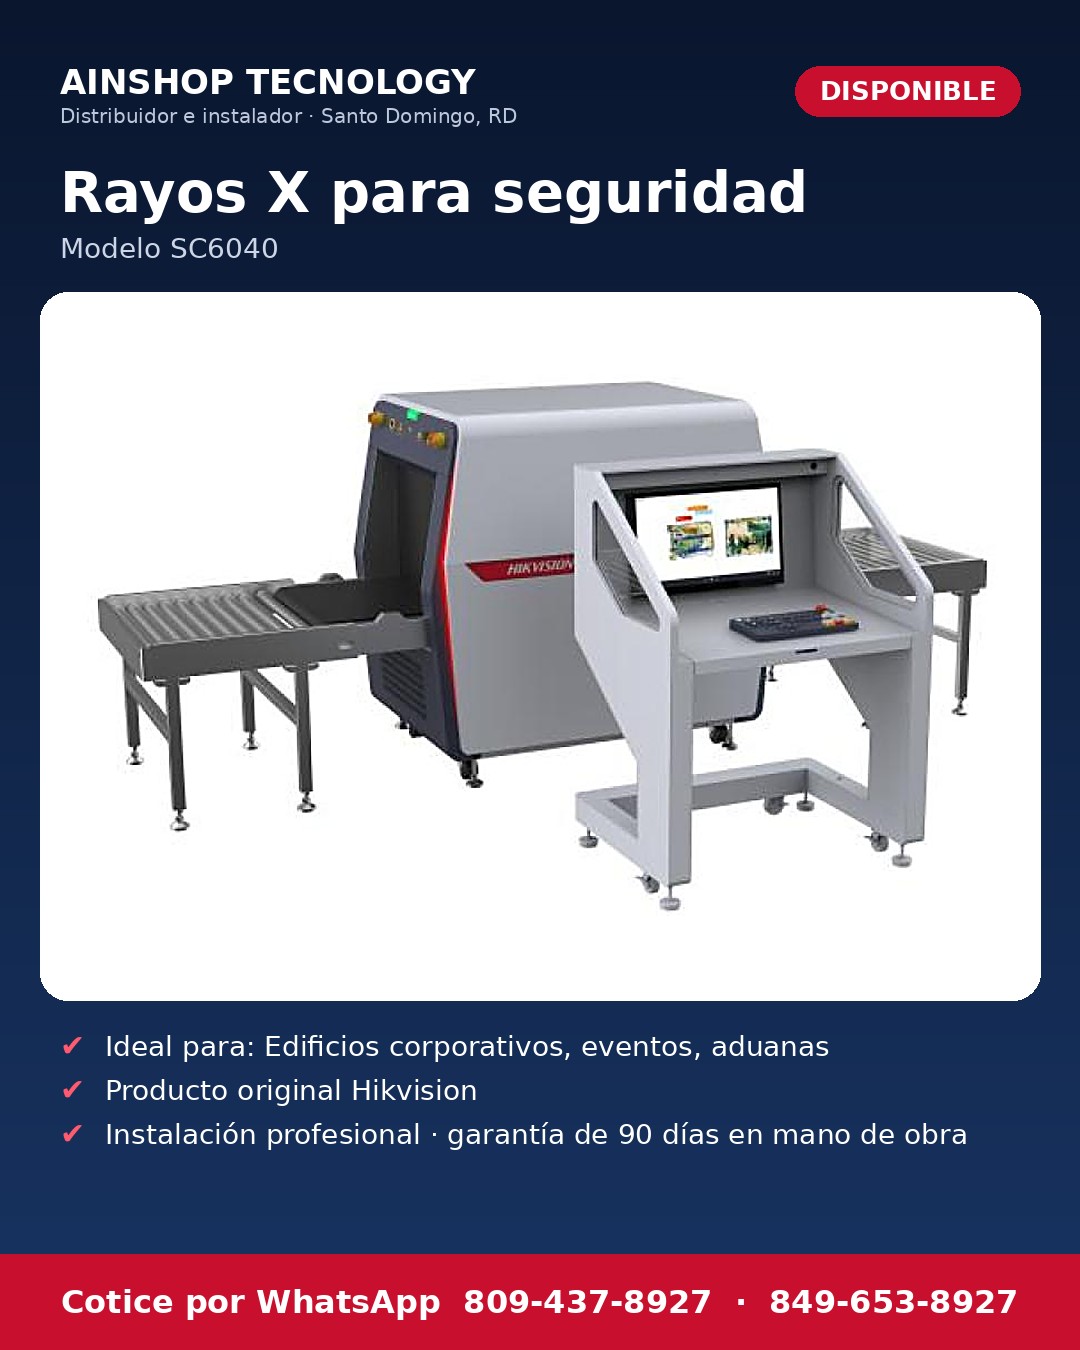 AINSHOP TECNOLOGY
DISPONIBLE
Distribuidor e instalador · Santo Domingo, RD
Rayos X para seguridad
Modelo SC6040
HIKVISION
✔ Ideal para: Edificios corporativos, eventos, aduanas
✔ Producto original Hikvision
✔ Instalación profesional · garantía de 90 días en mano de obra
Cotice por WhatsApp 809-437-8927 · 849-653-8927